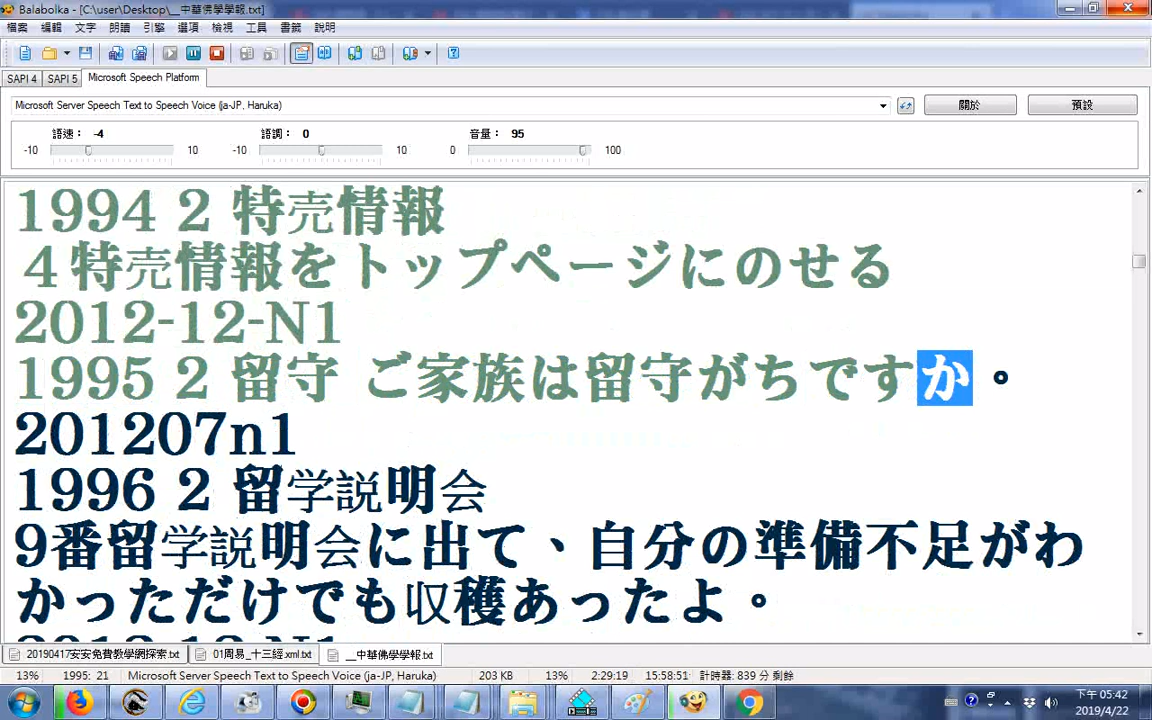 Balabolka - [C:\user\Desktop\__中華佛學學報.txt]
檔案 編輯 文字 朗讀 引擎 選項 檢視 工具 書籤 說明
SAPI 4 SAPI 5 Microsoft Speech Platform
Microsoft Server Speech Text to Speech Voice (ja-JP, Haruka) 關於 預設
語速： -4 語調： 0 音量： 95
-10 10 -10 10 0 100
1994 2 特売情報
４特売情報をトップページにのせる
2012-12-N1
1995 2 留守 ご家族は留守がちですか。
201207n1
1996 2 留学説明会
9番留学説明会に出て、自分の準備不足がわ
かっただけでも収穫あったよ。
2012-12-N1
20190417安安免費教學網探索.txt 01周易_十三經.xml.txt __中華佛學學報.txt
13% 1995: 21 Microsoft Server Speech Text to Speech Voice (ja-JP, Haruka) 203 KB 13% 2:29:19 15:58:51 計時器: 839 分 剩餘
下午 05:42
2019/4/22